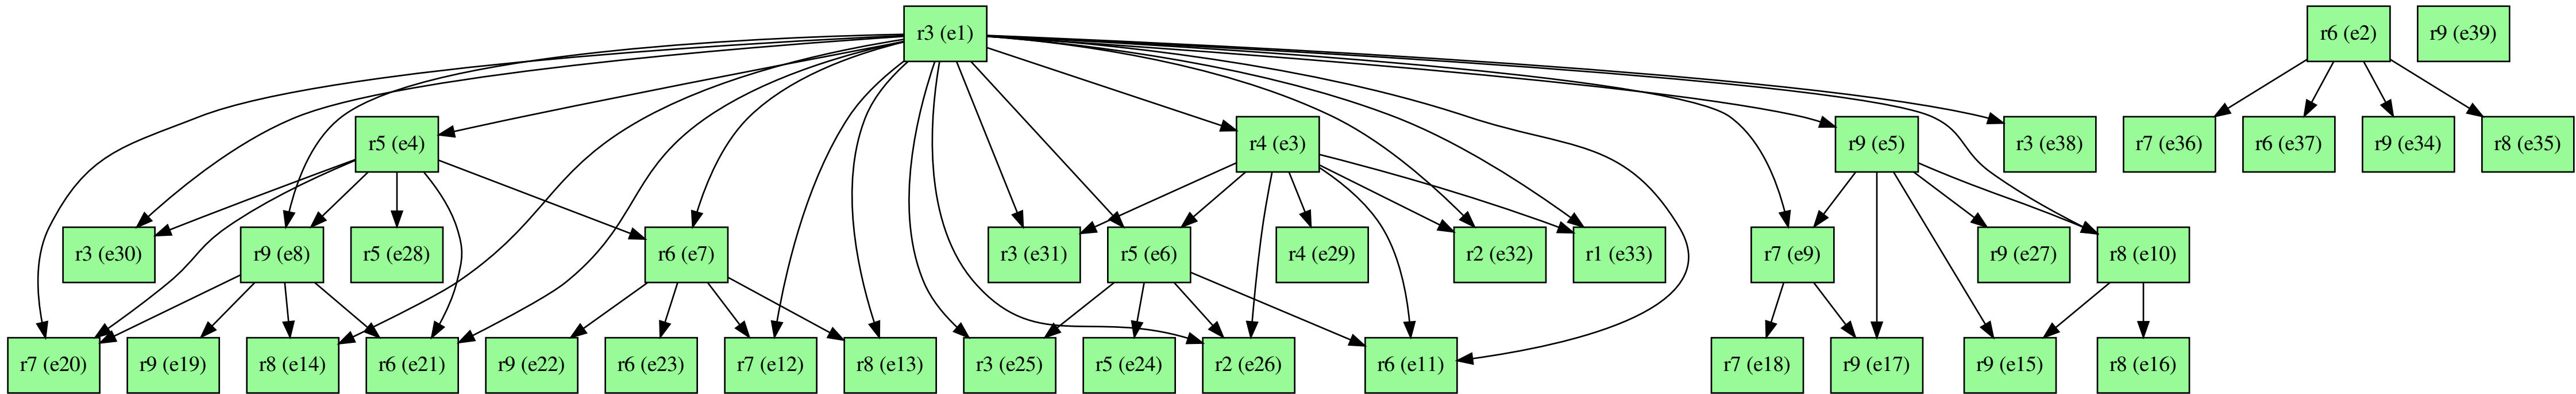 r3 (e1)
r6 (e2)
r9 (e39)
r5 (e4)
r4 (e3)
r9 (e5)
r3 (e38)
r7 (e36)
r6 (e37)
r9 (e34)
r8 (e35)
r3 (e30)
r9 (e8)
r5 (e28)
r6 (e7)
r3 (e31)
r5 (e6)
r4 (e29)
r2 (e32)
r1 (e33)
r7 (e9)
r9 (e27)
r8 (e10)
r7 (e20)
r9 (e19)
r8 (e14)
r6 (e21)
r9 (e22)
r6 (e23)
r7 (e12)
r8 (e13)
r3 (e25)
r5 (e24)
r2 (e26)
r6 (e11)
r7 (e18)
r9 (e17)
r9 (e15)
r8 (e16)